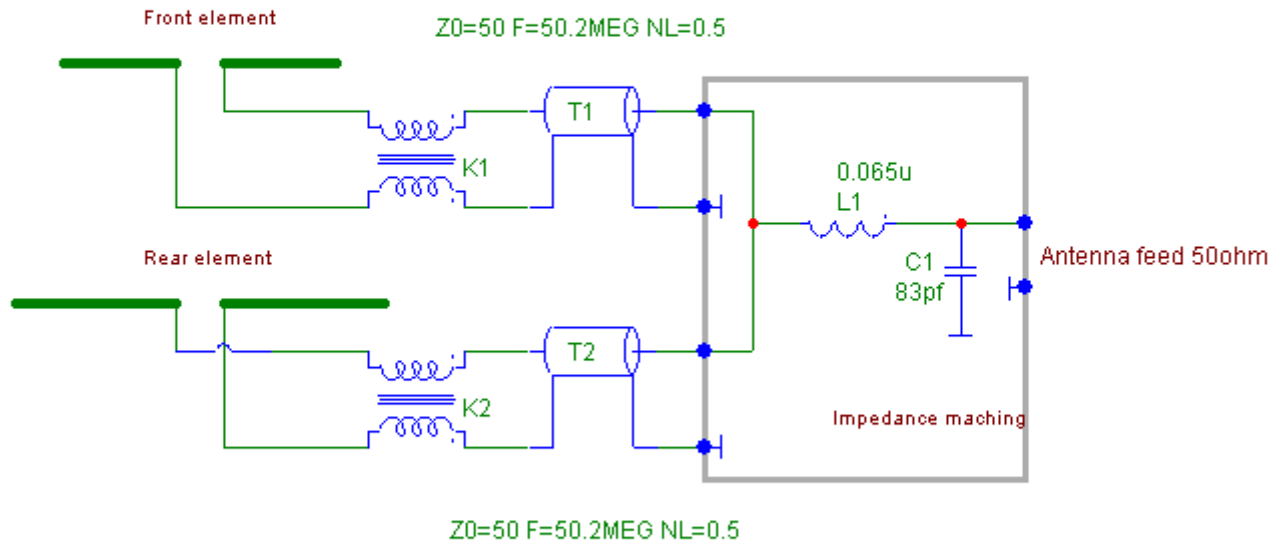 Front element
Z0=50 F=50.2MEG NL=0.5
T1
K1
0.065u
L1
Rear element
C1
83pf
Antenna feed 50ohm
T2
K2
Impedance maching
Z0=50 F=50.2MEG NL=0.5